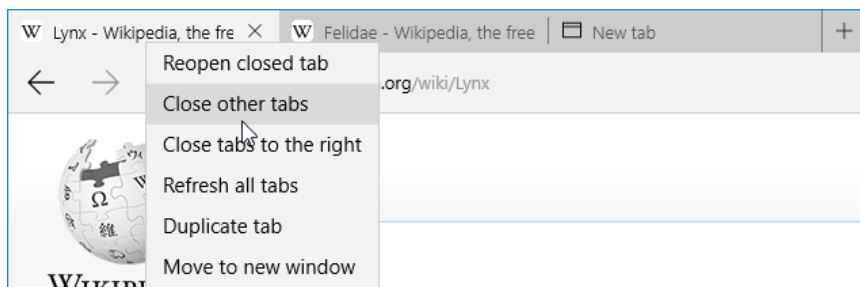 W Lynx - Wikipedia, the fre × W Felidae - Wikipedia, the free New tab +
Reopen closed tab
.org/wiki/Lynx
Close other tabs
Close tabs to the right
Refresh all tabs
Duplicate tab
Move to new window
Ω
W
維
WIKIPE